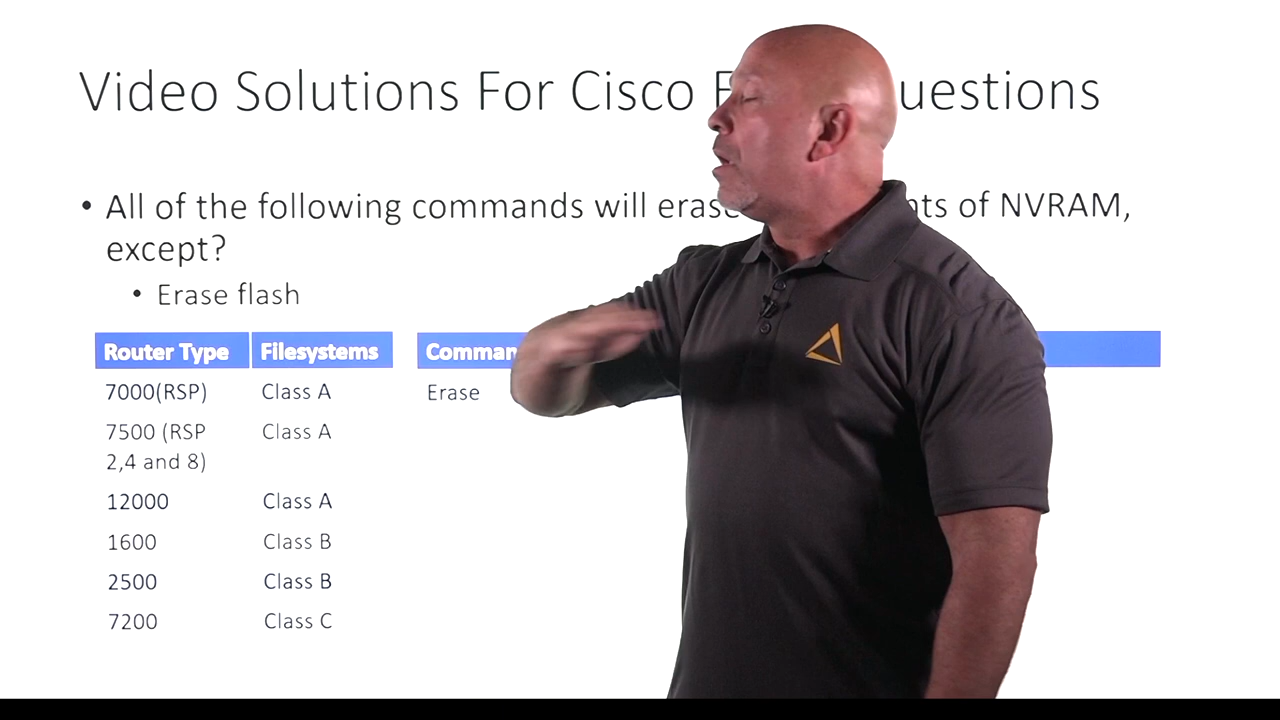 Video Solutions For Cisco uestions
• All of the following commands will erase of NVRAM,
except?
• Erase flash
Router Type Filesystems
7000(RSP) Class A Erase
7500 (RSP Class A
2,4 and 8)
12000 Class A
1600 Class B
2500 Class B
7200 Class C